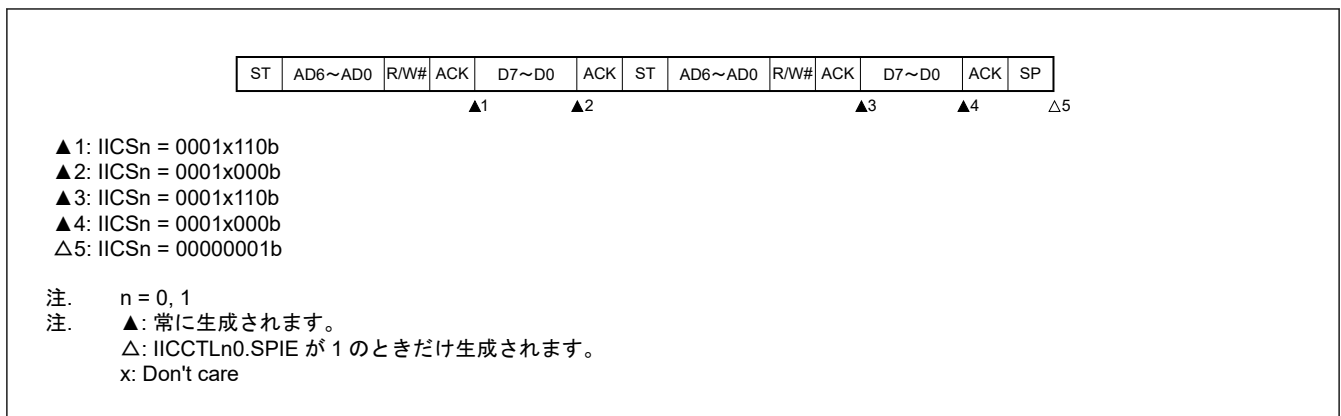 ST AD6～AD0 R/W# ACK D7～D0 ACK ST AD6～AD0 R/W# ACK D7～D0 ACK SP
▲1 ▲2 ▲3 ▲4 △5
▲1: IICSn = 0001x110b
▲2: IICSn = 0001x000b
▲3: IICSn = 0001x110b
▲4: IICSn = 0001x000b
△5: IICSn = 00000001b
注. n = 0, 1
注. ▲: 常に生成されます。
△: IICCTLn0.SPIE が 1 のときだけ生成されます。
x: Don't care